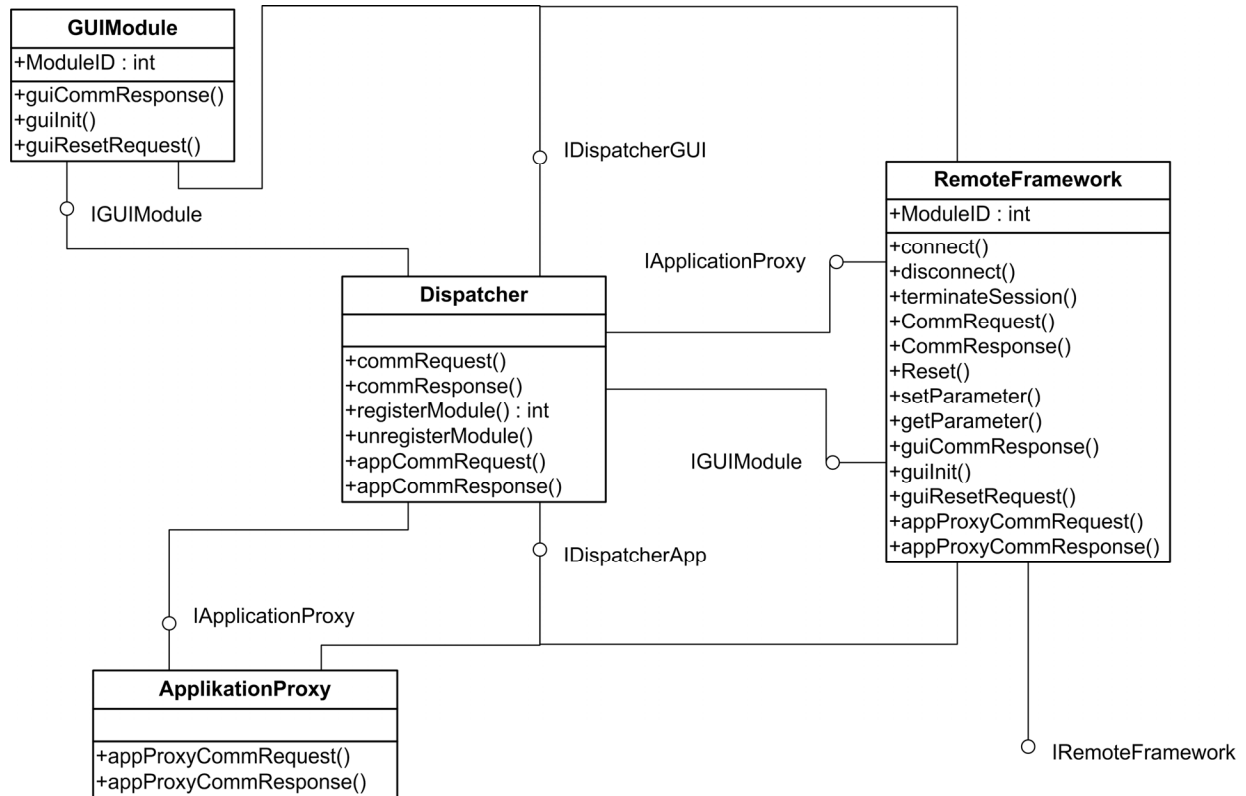 GUIModule
+ModuleID : int
+guiCommResponse()
+guiInit()
+guiResetRequest()
IGUIModule
IDispatcherGUI
RemoteFramework
+ModuleID : int
+connect()
+disconnect()
+terminateSession()
+CommRequest()
+CommResponse()
+Reset()
+setParameter()
+getParameter()
+guiCommResponse()
+guiInit()
+guiResetRequest()
+appProxyCommRequest()
+appProxyCommResponse()
IApplicationProxy
Dispatcher
+commRequest()
+commResponse()
+registerModule() : int
+unregisterModule()
+appCommRequest()
+appCommResponse()
IGUIModule
IDispatcherApp
IApplicationProxy
ApplikationProxy
+appProxyCommRequest()
+appProxyCommResponse()
IRemoteFramework